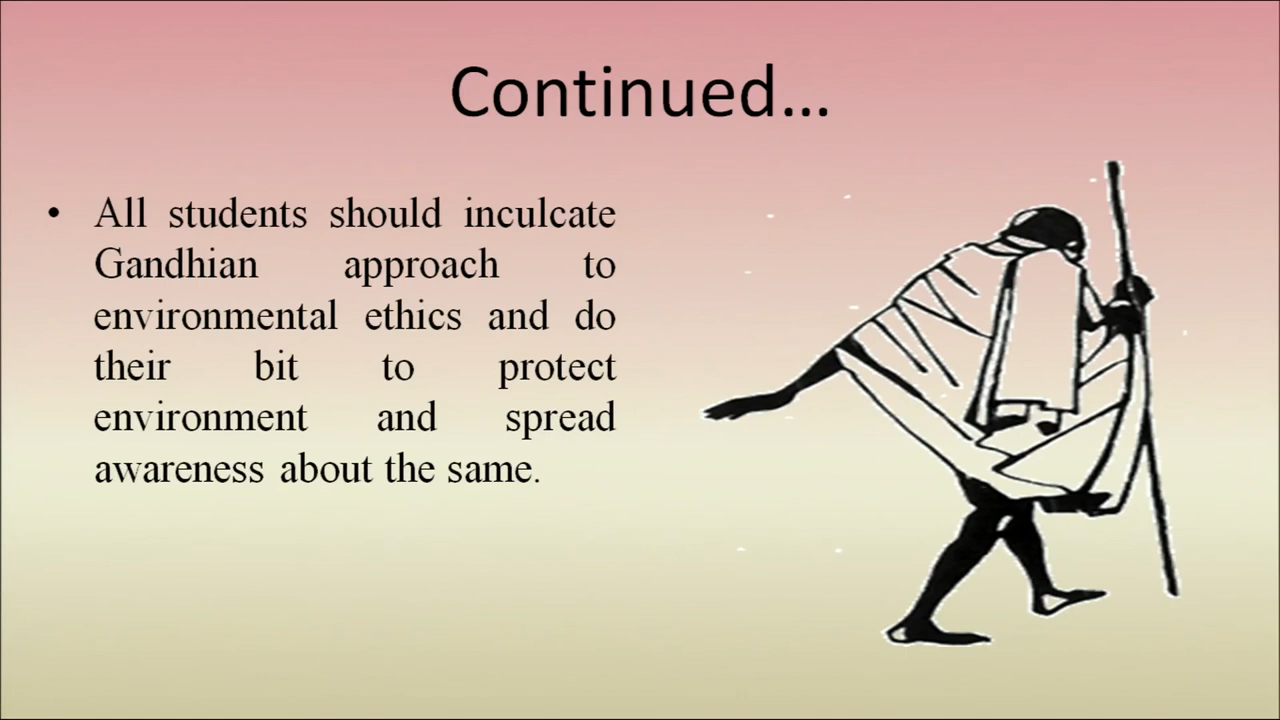 Continued...
• All students should inculcate
Gandhian approach to
environmental ethics and do
their bit to protect
environment and spread
awareness about the same.